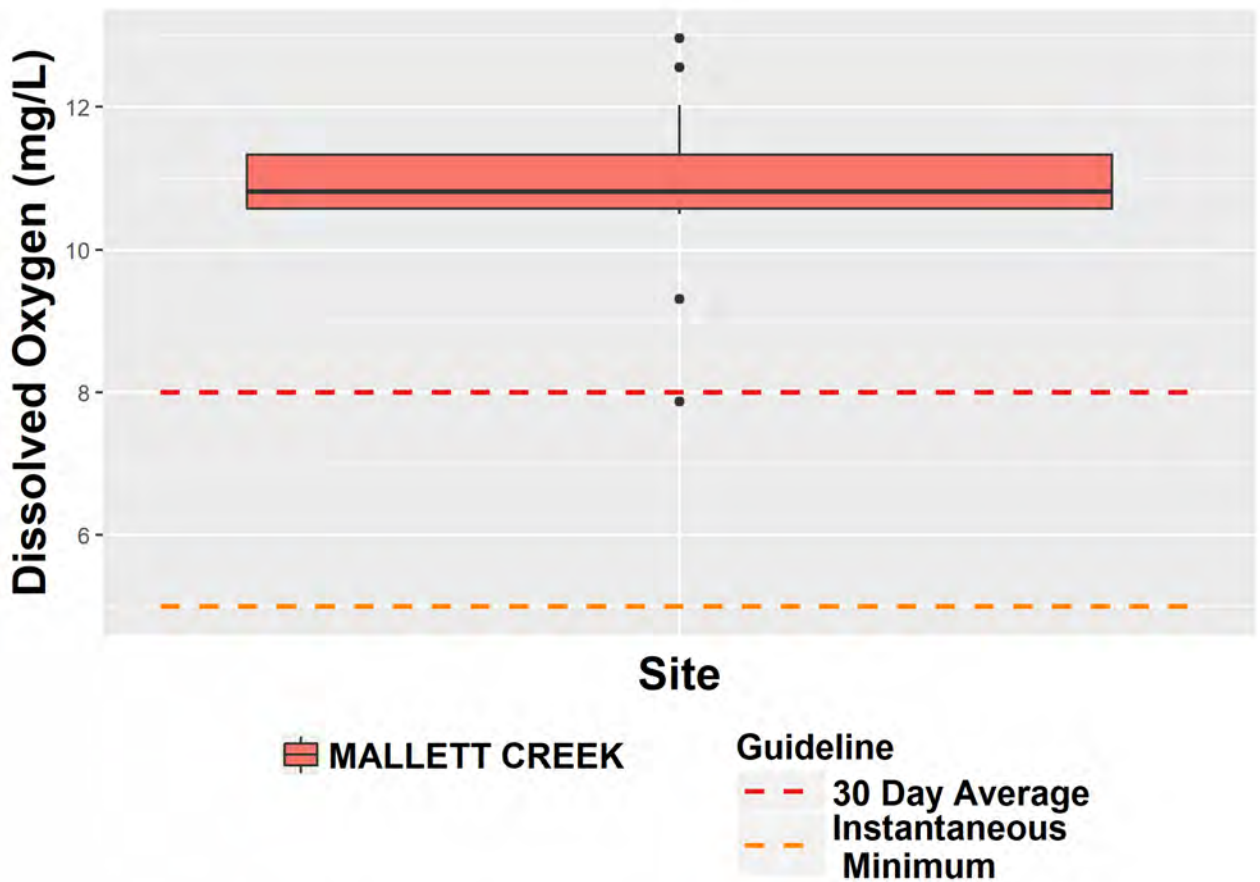 Dissolved Oxygen (mg/L)
12
10
8
6
Site
MALLETT CREEK
Guideline
30 Day Average
Instantaneous
Minimum